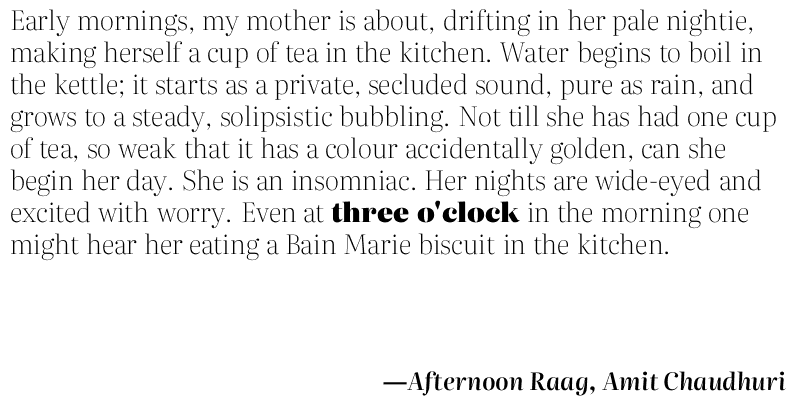 Early mornings, my mother is about, drifting in her pale nightie,
making herself a cup of tea in the kitchen. Water begins to boil in
the kettle; it starts as a private, secluded sound, pure as rain, and
grows to a steady, solipsistic bubbling. Not till she has had one cup
of tea, so weak that it has a colour accidentally golden, can she
begin her day. She is an insomniac. Her nights are wide-eyed and
excited with worry. Even at three o'clock in the morning one
might hear her eating a Bain Marie biscuit in the kitchen.
—Afternoon Raag, Amit Chaudhuri